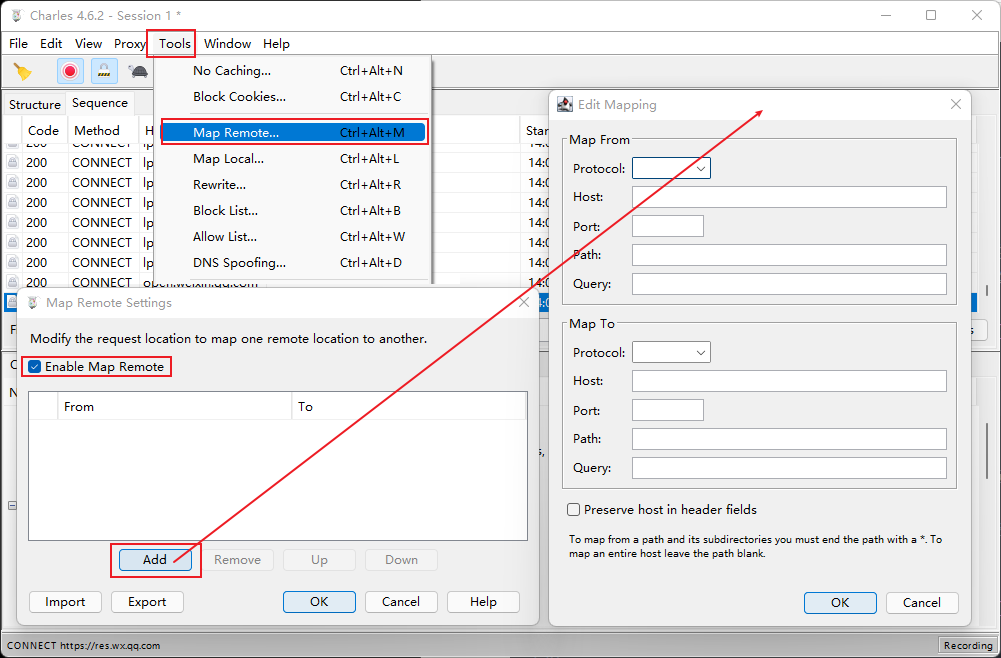 Charles 4.6.2 - Session 1 *
File Edit View Proxy Tools Window Help
No Caching... Ctrl+Alt+N
Block Cookies... Ctrl+Alt+C
Map Remote... Ctrl+Alt+M
Map Local... Ctrl+Alt+L
Rewrite... Ctrl+Alt+R
Block List... Ctrl+Alt+B
Allow List... Ctrl+Alt+W
DNS Spoofing... Ctrl+Alt+D
Structure Sequence
Code Method H Star
200 CONNECT lp 14:0
200 CONNECT lp 14:0
200 CONNECT lp 14:0
200 CONNECT lp 14:0
200 CONNECT lp 14:0
200 CONNECT lp 14:0
200 CONNECT lp 14:0
200 CONNECT open.weixin.qq.com 14:0
Map Remote Settings
Modify the request location to map one remote location to another.
Enable Map Remote
From To
Add Remove Up Down
Import Export OK Cancel Help
Edit Mapping
Map From
Protocol:
Host:
Port:
Path:
Query:
Map To
Protocol:
Host:
Port:
Path:
Query:
Preserve host in header fields
To map from a path and its subdirectories you must end the path with a *. To
map an entire host leave the path blank.
OK Cancel
CONNECT https://res.wx.qq.com
Recording